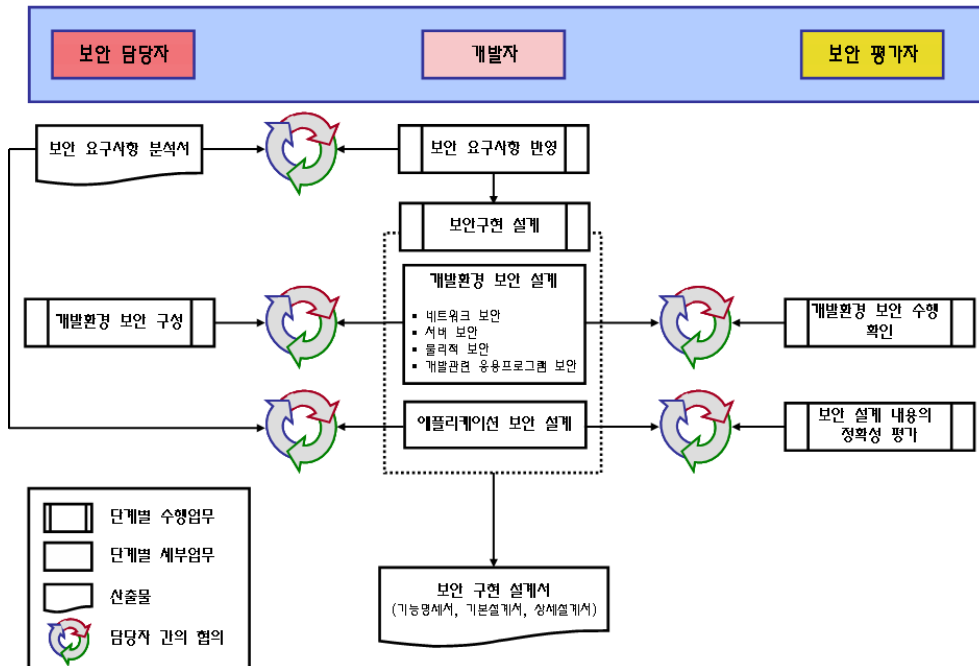 보안 담당자
개발자
보안 평가자
보안 요구사항 분석서
보안 요구사항 반영
보안구현 설계
개발환경 보안 구성
개발환경 보안 설계
▪ 네트워크 보안
▪ 서버 보안
▪ 물리적 보안
▪ 개발관련 응용프로그램 보안
개발환경 보안 수행
확인
애플리케이션 보안 설계
보안 설계 내용의
정확성 평가
단계별 수행업무
단계별 세부업무
산출물
담당자 간의 협의
보안 구현 설계서
(기능명세서, 기본설계서, 상세설계서)